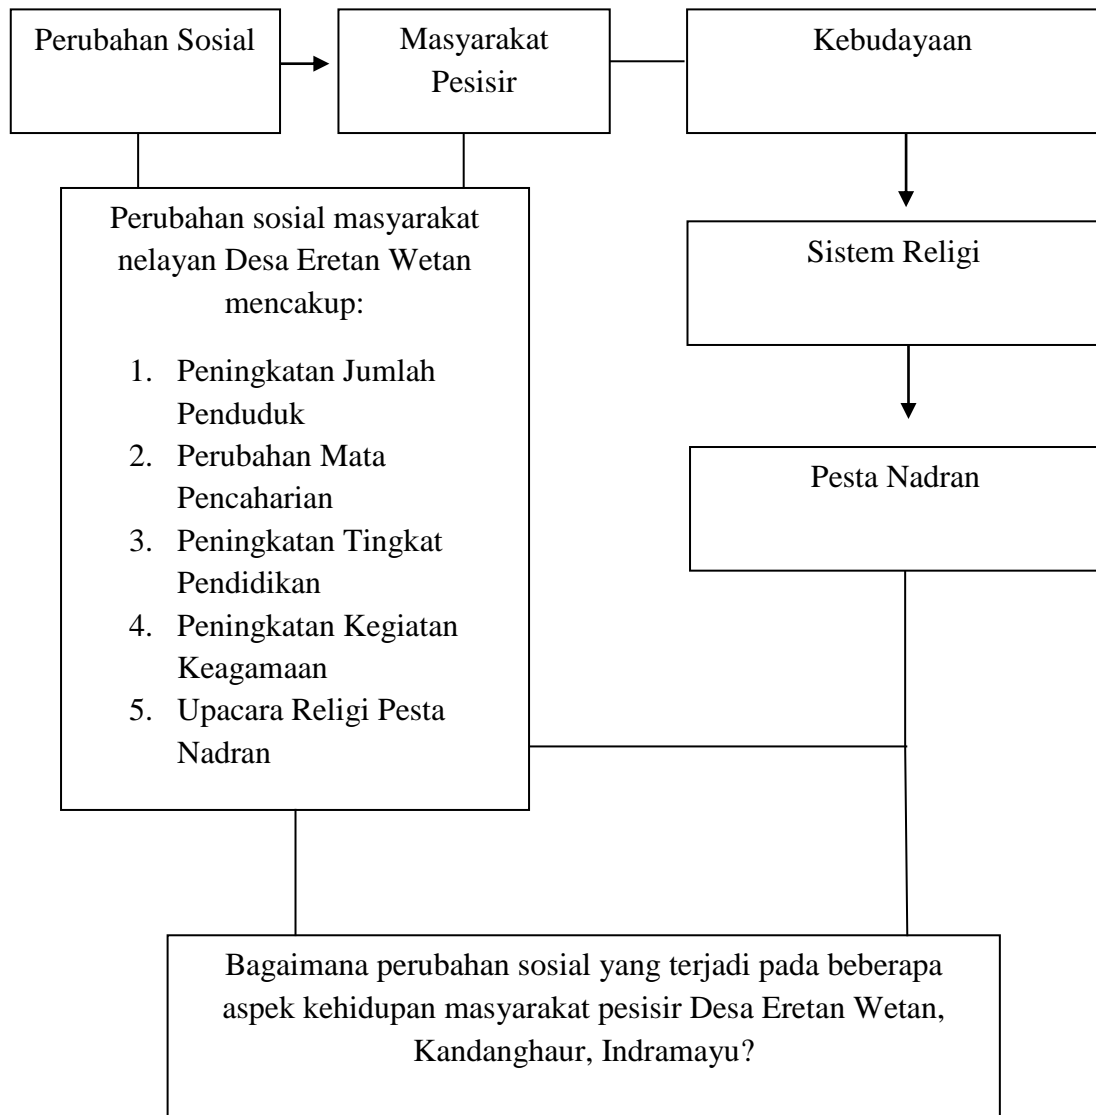 Perubahan Sosial
Masyarakat
Pesisir
Kebudayaan
Perubahan sosial masyarakat
nelayan Desa Eretan Wetan
mencakup:
1. Peningkatan Jumlah
Penduduk
2. Perubahan Mata
Pencaharian
3. Peningkatan Tingkat
Pendidikan
4. Peningkatan Kegiatan
Keagamaan
5. Upacara Religi Pesta
Nadran
Sistem Religi
Pesta Nadran
Bagaimana perubahan sosial yang terjadi pada beberapa
aspek kehidupan masyarakat pesisir Desa Eretan Wetan,
Kandanghaur, Indramayu?